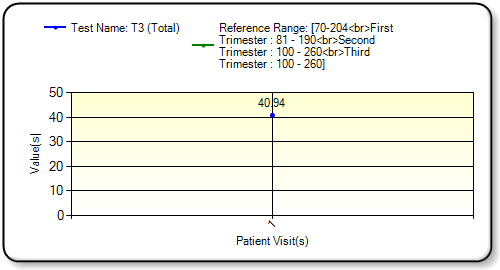 Test Name: T3 (Total)
Reference Range: [70-204<br>First
Trimester : 81 - 190<br>Second
Trimester : 100 - 260<br>Third
Trimester : 100 - 260]
50
40.94
40
30
20
10
0
Value(s)
1
Patient Visit(s)